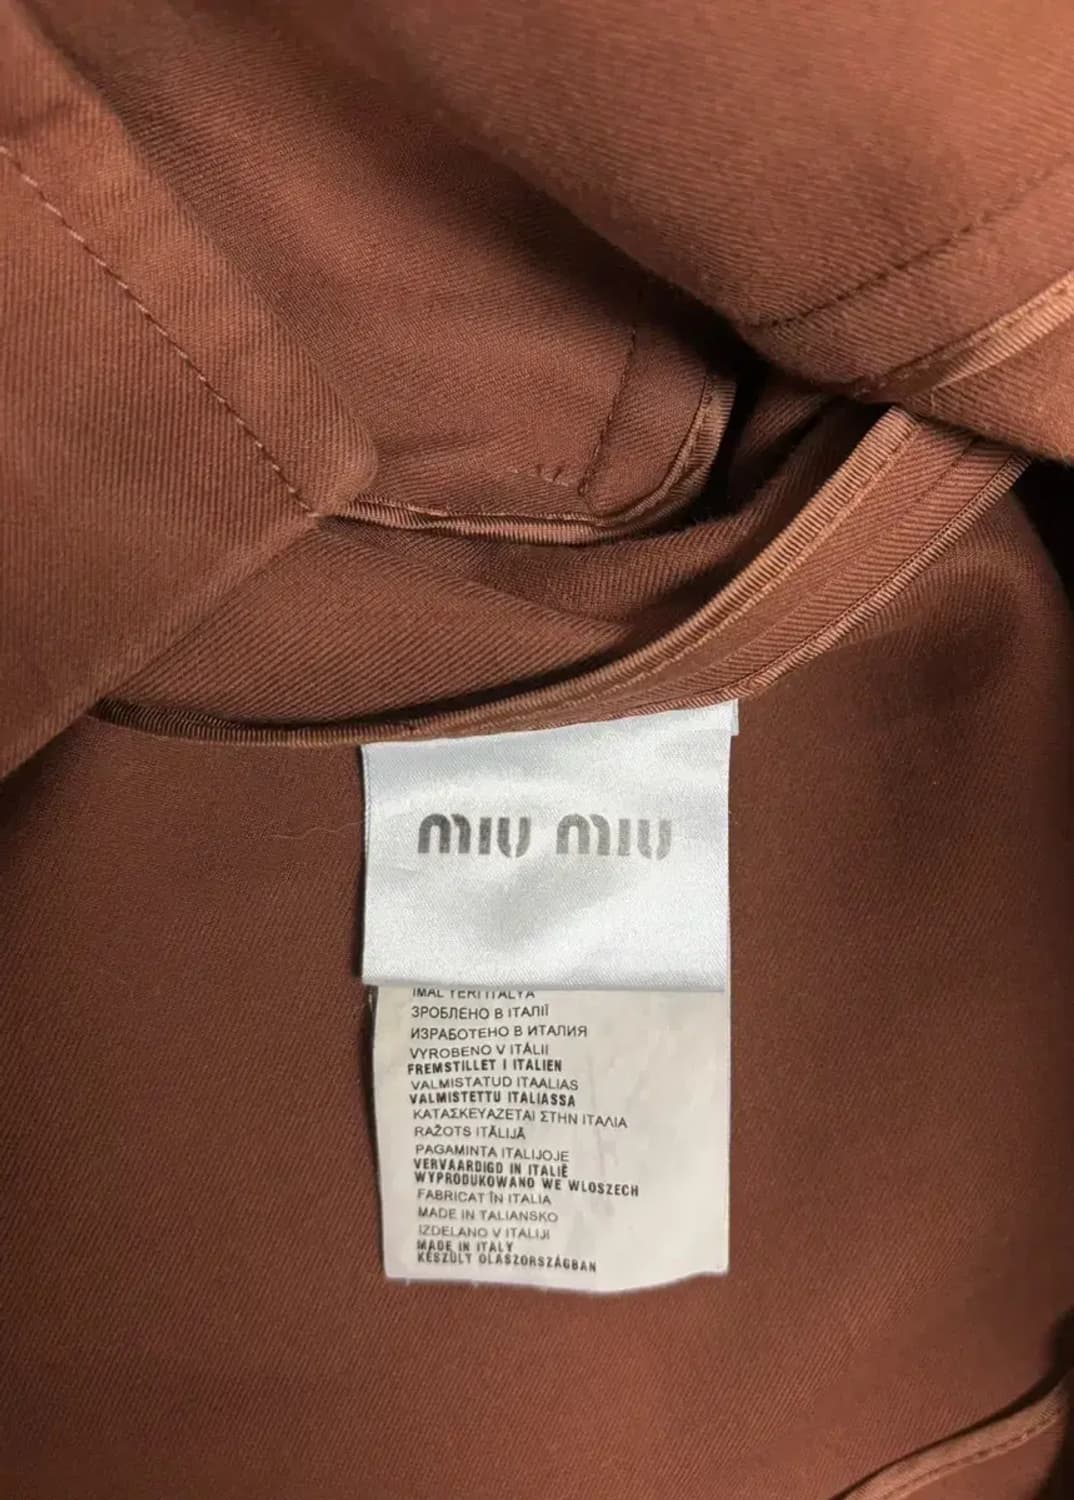 miu miu
IMAL YERI ITALYA
ЗРОБЛЕНО В ІТАЛІЇ
ИЗРАБОТЕНО В ИТАЛИЯ
VYROBENO V ITÁLII
FREMSTILLET I ITALIEN
VALMISTATUD ITAALIAS
VALMISTETTU ITALIASSA
ΚΑΤΑΣΚΕΥΑΖΕΤΑΙ ΣΤΗΝ ΙΤΑΛΙΑ
RAŽOTS ITĀLIJĀ
PAGAMINTA ITALIJOJE
VERVAARDIGD IN ITALIË
WYPRODUKOWANO WE WLOSZECH
FABRICAT ÎN ITALIA
MADE IN TALIANSKO
IZDELANO V ITALIJI
MADE IN ITALY
KÉSZÜLT OLASZORSZÁGBAN